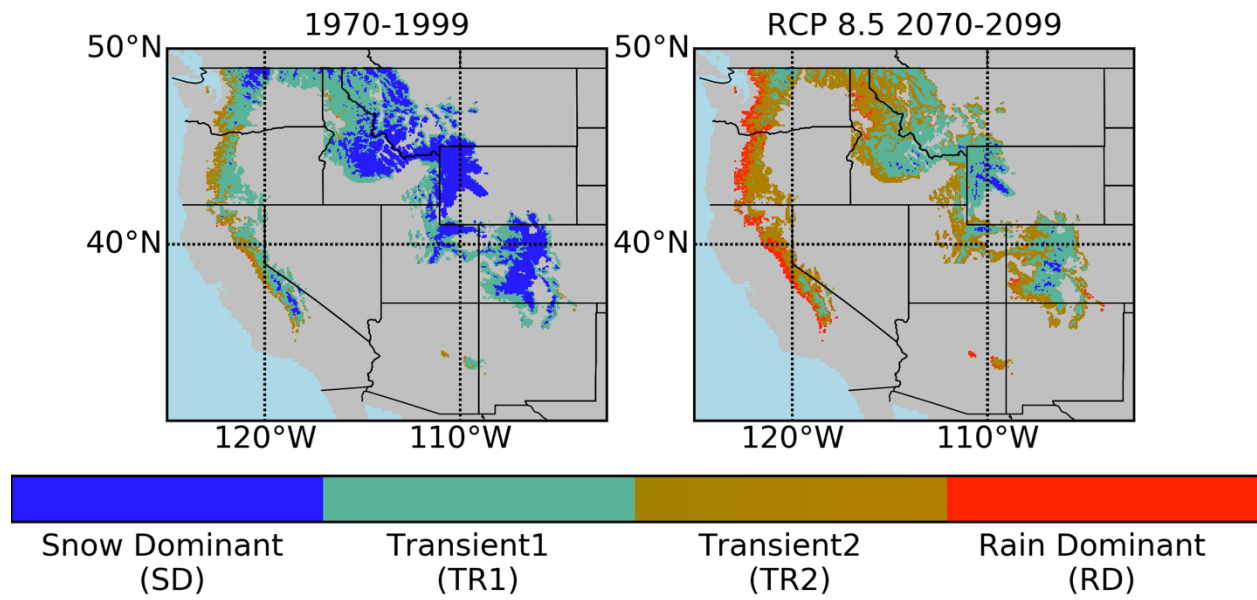 1970-1999
RCP 8.5 2070-2099
50°N
40°N
120°W
110°W
50°N
40°N
120°W
110°W
Snow Dominant
(SD)
Transient1
(TR1)
Transient2
(TR2)
Rain Dominant
(RD)